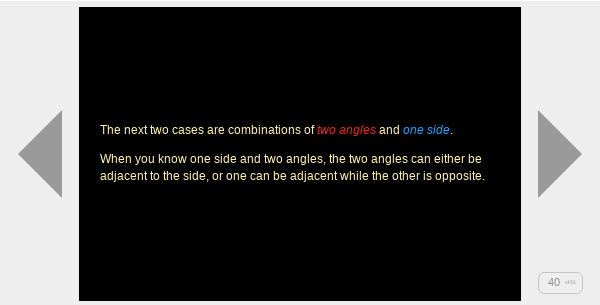 The next two cases are combinations of two angles and one side.
When you know one side and two angles, the two angles can either be
adjacent to the side, or one can be adjacent while the other is opposite.
40